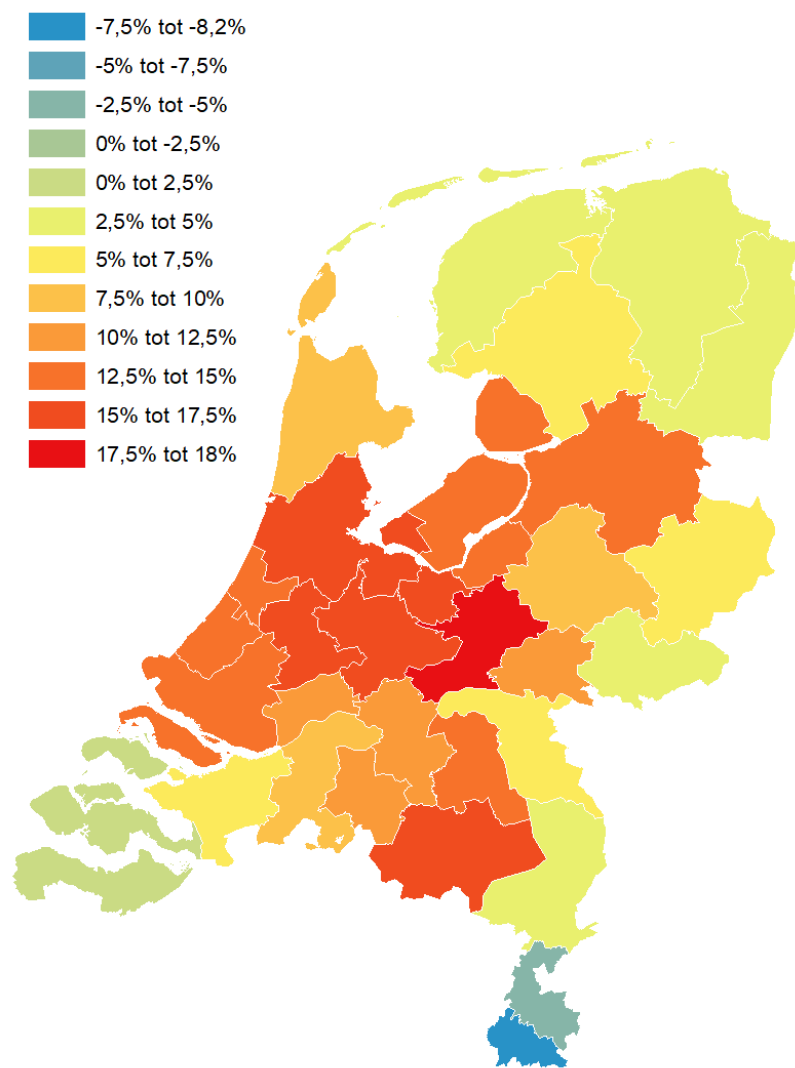 -7,5% tot -8,2%
-5% tot -7,5%
-2,5% tot -5%
0% tot -2,5%
0% tot 2,5%
2,5% tot 5%
5% tot 7,5%
7,5% tot 10%
10% tot 12,5%
12,5% tot 15%
15% tot 17,5%
17,5% tot 18%